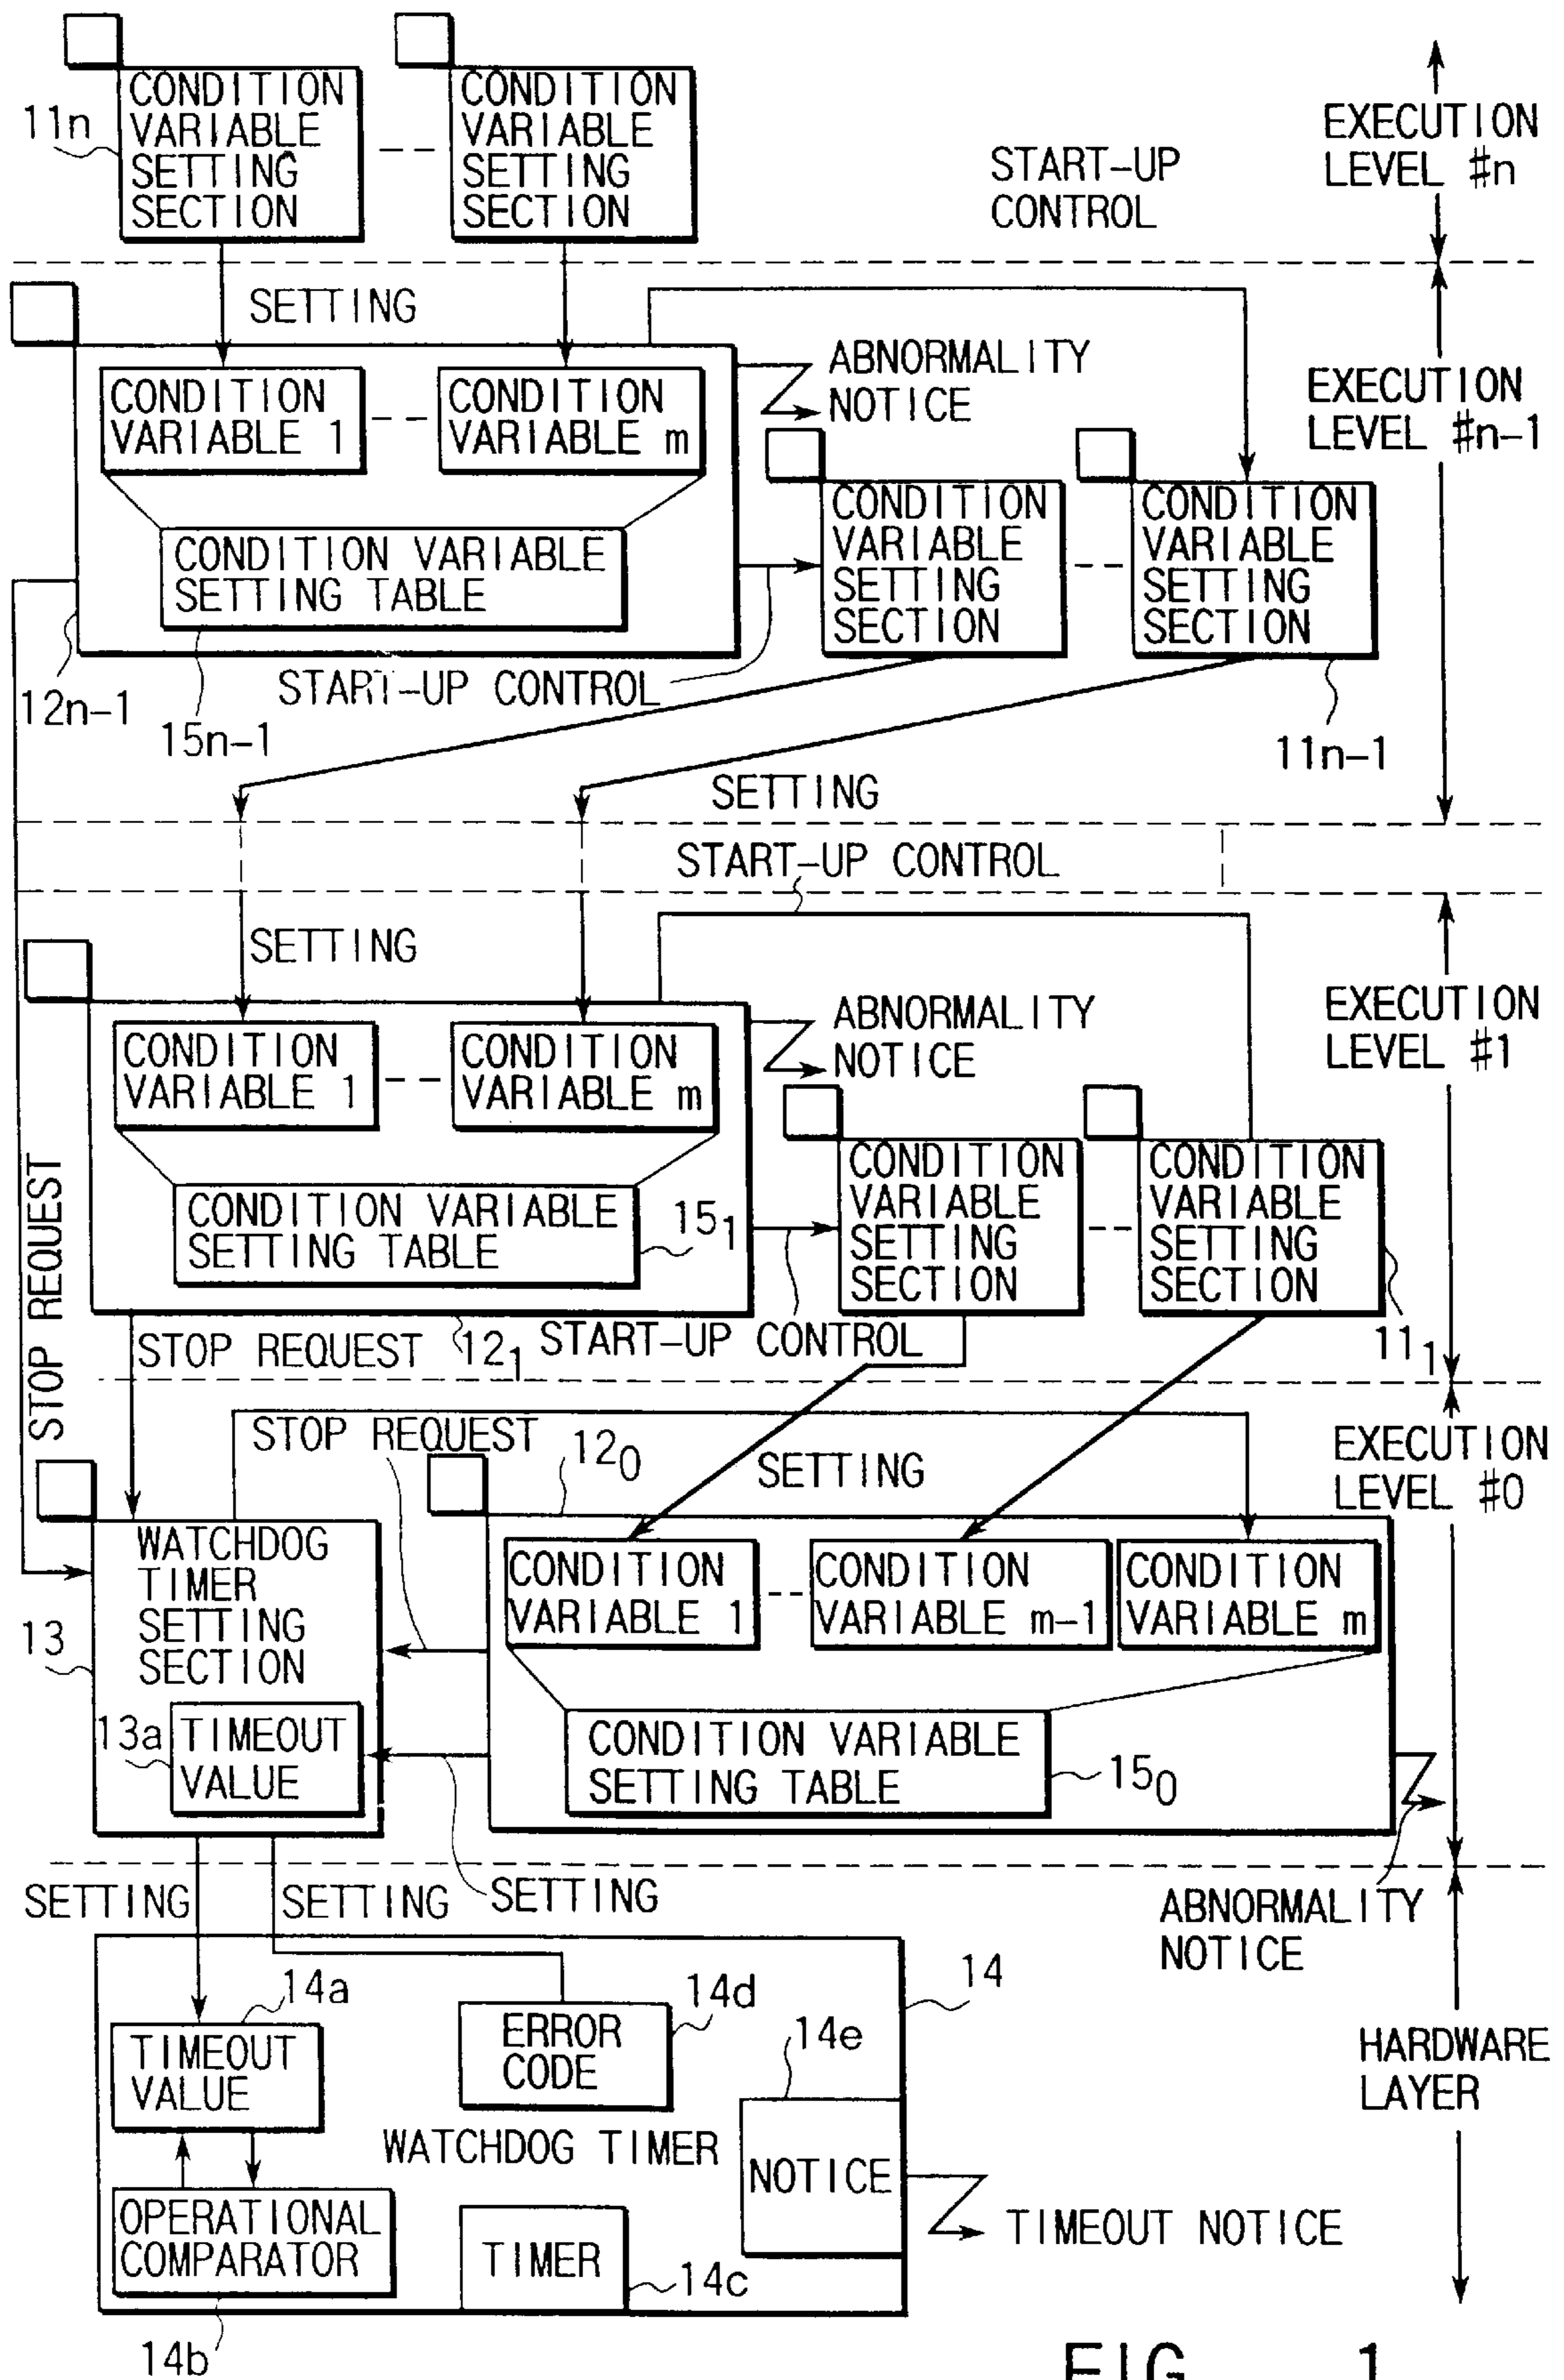 CONDITION
VARIABLE
SETTING
SECTION
CONDITION
VARIABLE
SETTING
SECTION
11n
START-UP
CONTROL
EXECUTION
LEVEL #n
SETTING
CONDITION
VARIABLE 1
CONDITION
VARIABLE m
ABNORMALITY
NOTICE
EXECUTION
LEVEL #n-1
CONDITION VARIABLE
SETTING TABLE
CONDITION
VARIABLE
SETTING
SECTION
CONDITION
VARIABLE
SETTING
SECTION
START-UP CONTROL
12n-1
15n-1
11n-1
SETTING
START-UP CONTROL
SETTING
CONDITION
VARIABLE 1
CONDITION
VARIABLE m
ABNORMALITY
NOTICE
EXECUTION
LEVEL #1
CONDITION VARIABLE
SETTING TABLE
15₁
CONDITION
VARIABLE
SETTING
SECTION
CONDITION
VARIABLE
SETTING
SECTION
STOP REQUEST
STOP REQUEST
12₁
START-UP CONTROL
11₁
STOP REQUEST
12₀
SETTING
EXECUTION
LEVEL #0
WATCHDOG
TIMER
SETTING
SECTION
13
CONDITION
VARIABLE 1
CONDITION
VARIABLE m-1
CONDITION
VARIABLE m
13a
TIMEOUT
VALUE
CONDITION VARIABLE
SETTING TABLE
15₀
SETTING
SETTING
SETTING
ABNORMALITY
NOTICE
14a
14d
14
TIMEOUT
VALUE
ERROR
CODE
14e
HARDWARE
LAYER
WATCHDOG TIMER
NOTICE
OPERATIONAL
COMPARATOR
TIMER
14c
TIMEOUT NOTICE
14b
FIG. 1